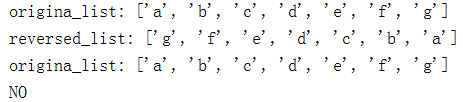 origina_list: ['a', 'b', 'c', 'd', 'e', 'f', 'g']
reversed_list: ['g', 'f', 'e', 'd', 'c', 'b', 'a']
origina_list: ['a', 'b', 'c', 'd', 'e', 'f', 'g']
NO